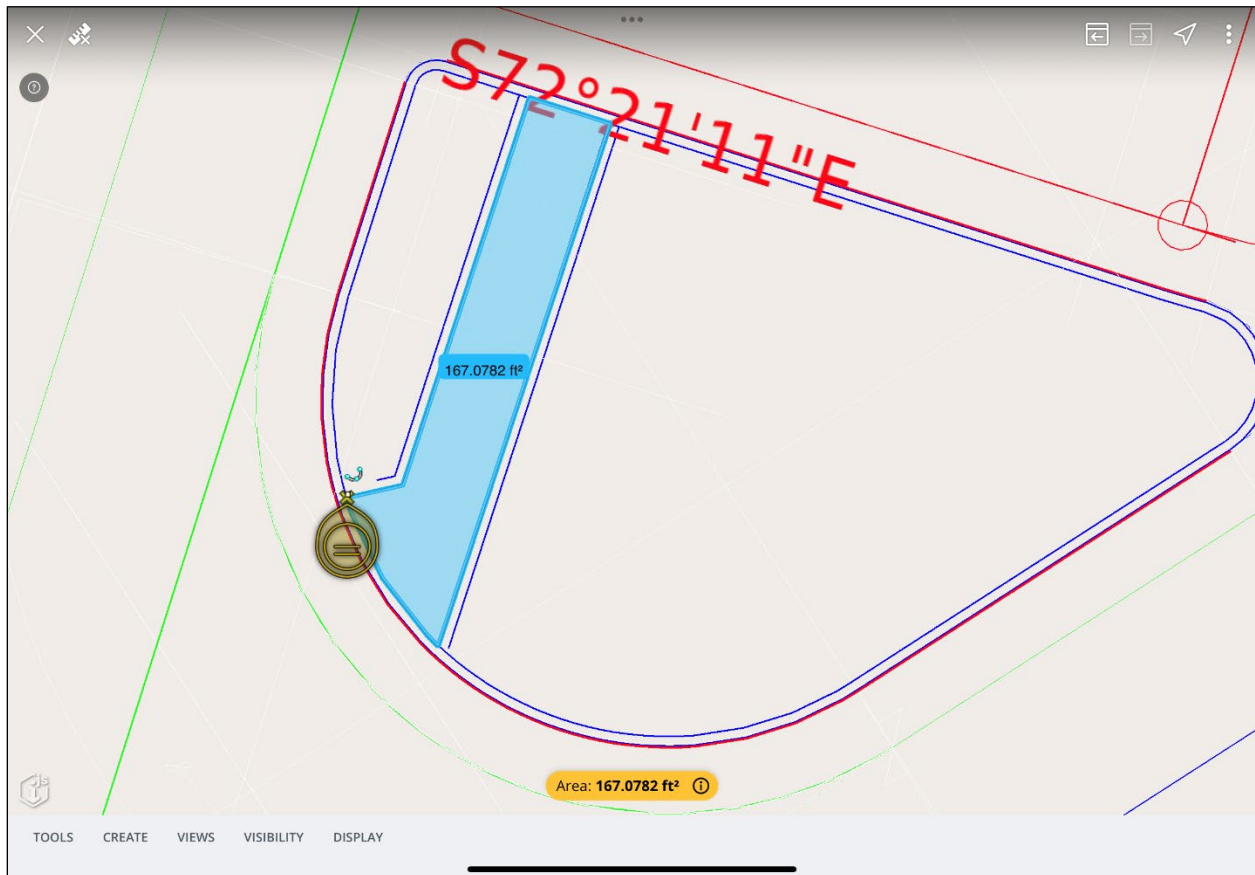 S72°21'11"E
167.0782 ft²
Area: 167.0782 ft²
TOOLS CREATE VIEWS VISIBILITY DISPLAY